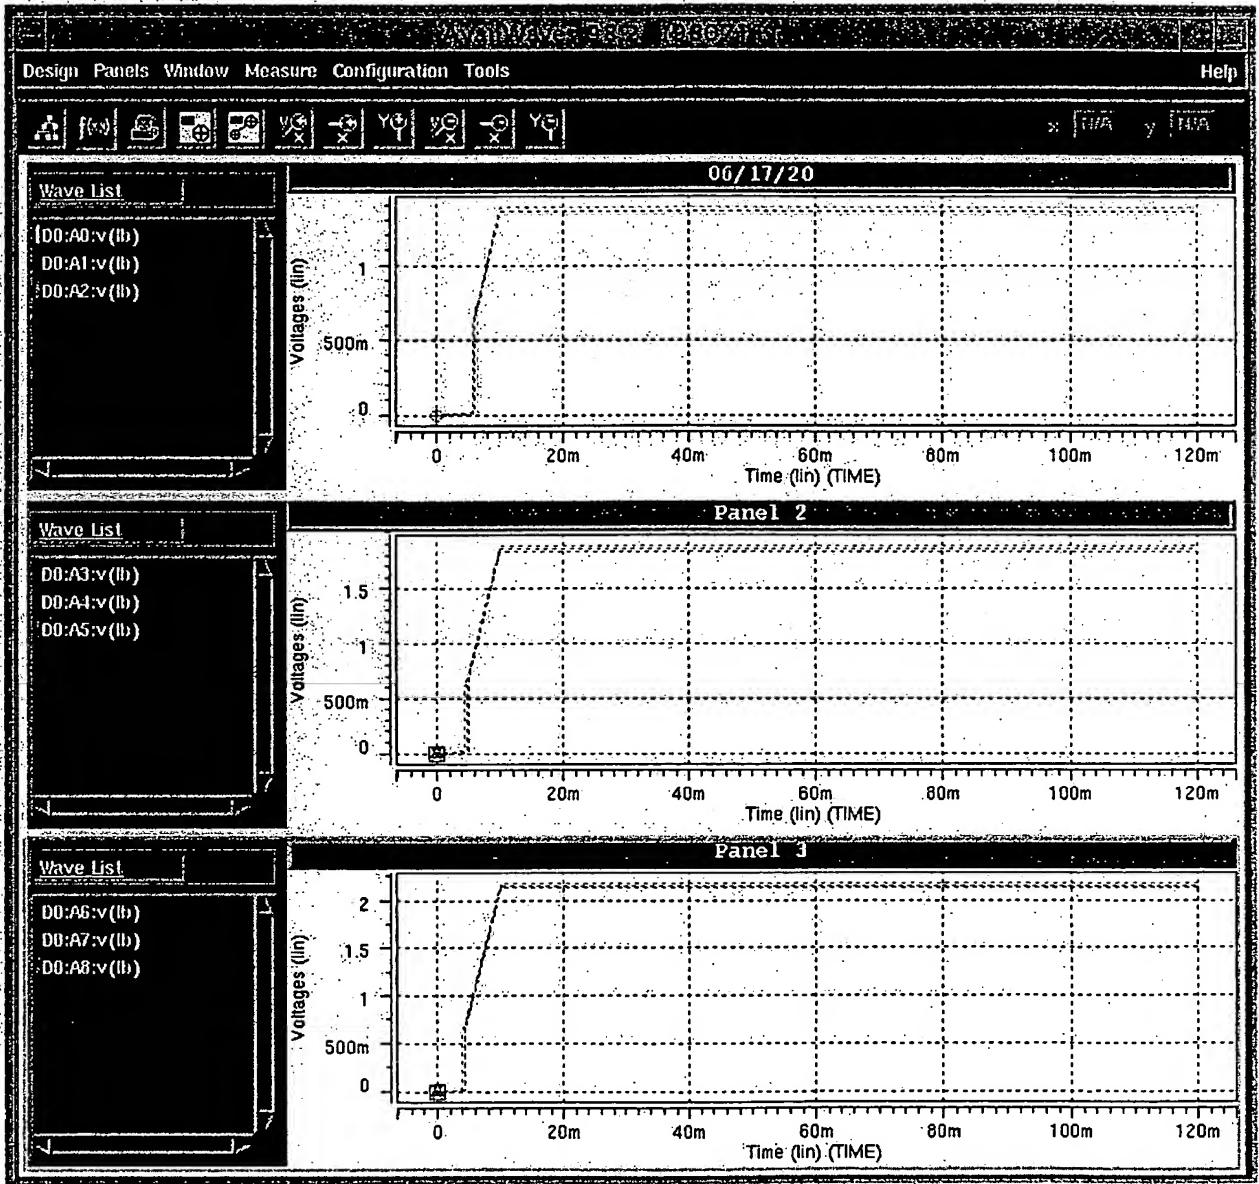 Design Panels Window Measure Configuration Tools Help
f(x)
x N/A y N/A
06/17/20
Wave List
D0:A0:v(lb)
D0:A1:v(lb)
D0:A2:v(lb)
Voltages (lin)
1
500m
0
0 20m 40m 60m 80m 100m 120m
Time (lin) (TIME)
Panel 2
Wave List
D0:A3:v(lb)
D0:A4:v(lb)
D0:A5:v(lb)
Voltages (lin)
1.5
1
500m
0
0 20m 40m 60m 80m 100m 120m
Time (lin) (TIME)
Panel 3
Wave List
D0:A6:v(lb)
D0:A7:v(lb)
D0:A8:v(lb)
Voltages (lin)
2
1.5
1
500m
0
0 20m 40m 60m 80m 100m 120m
Time (lin) (TIME)